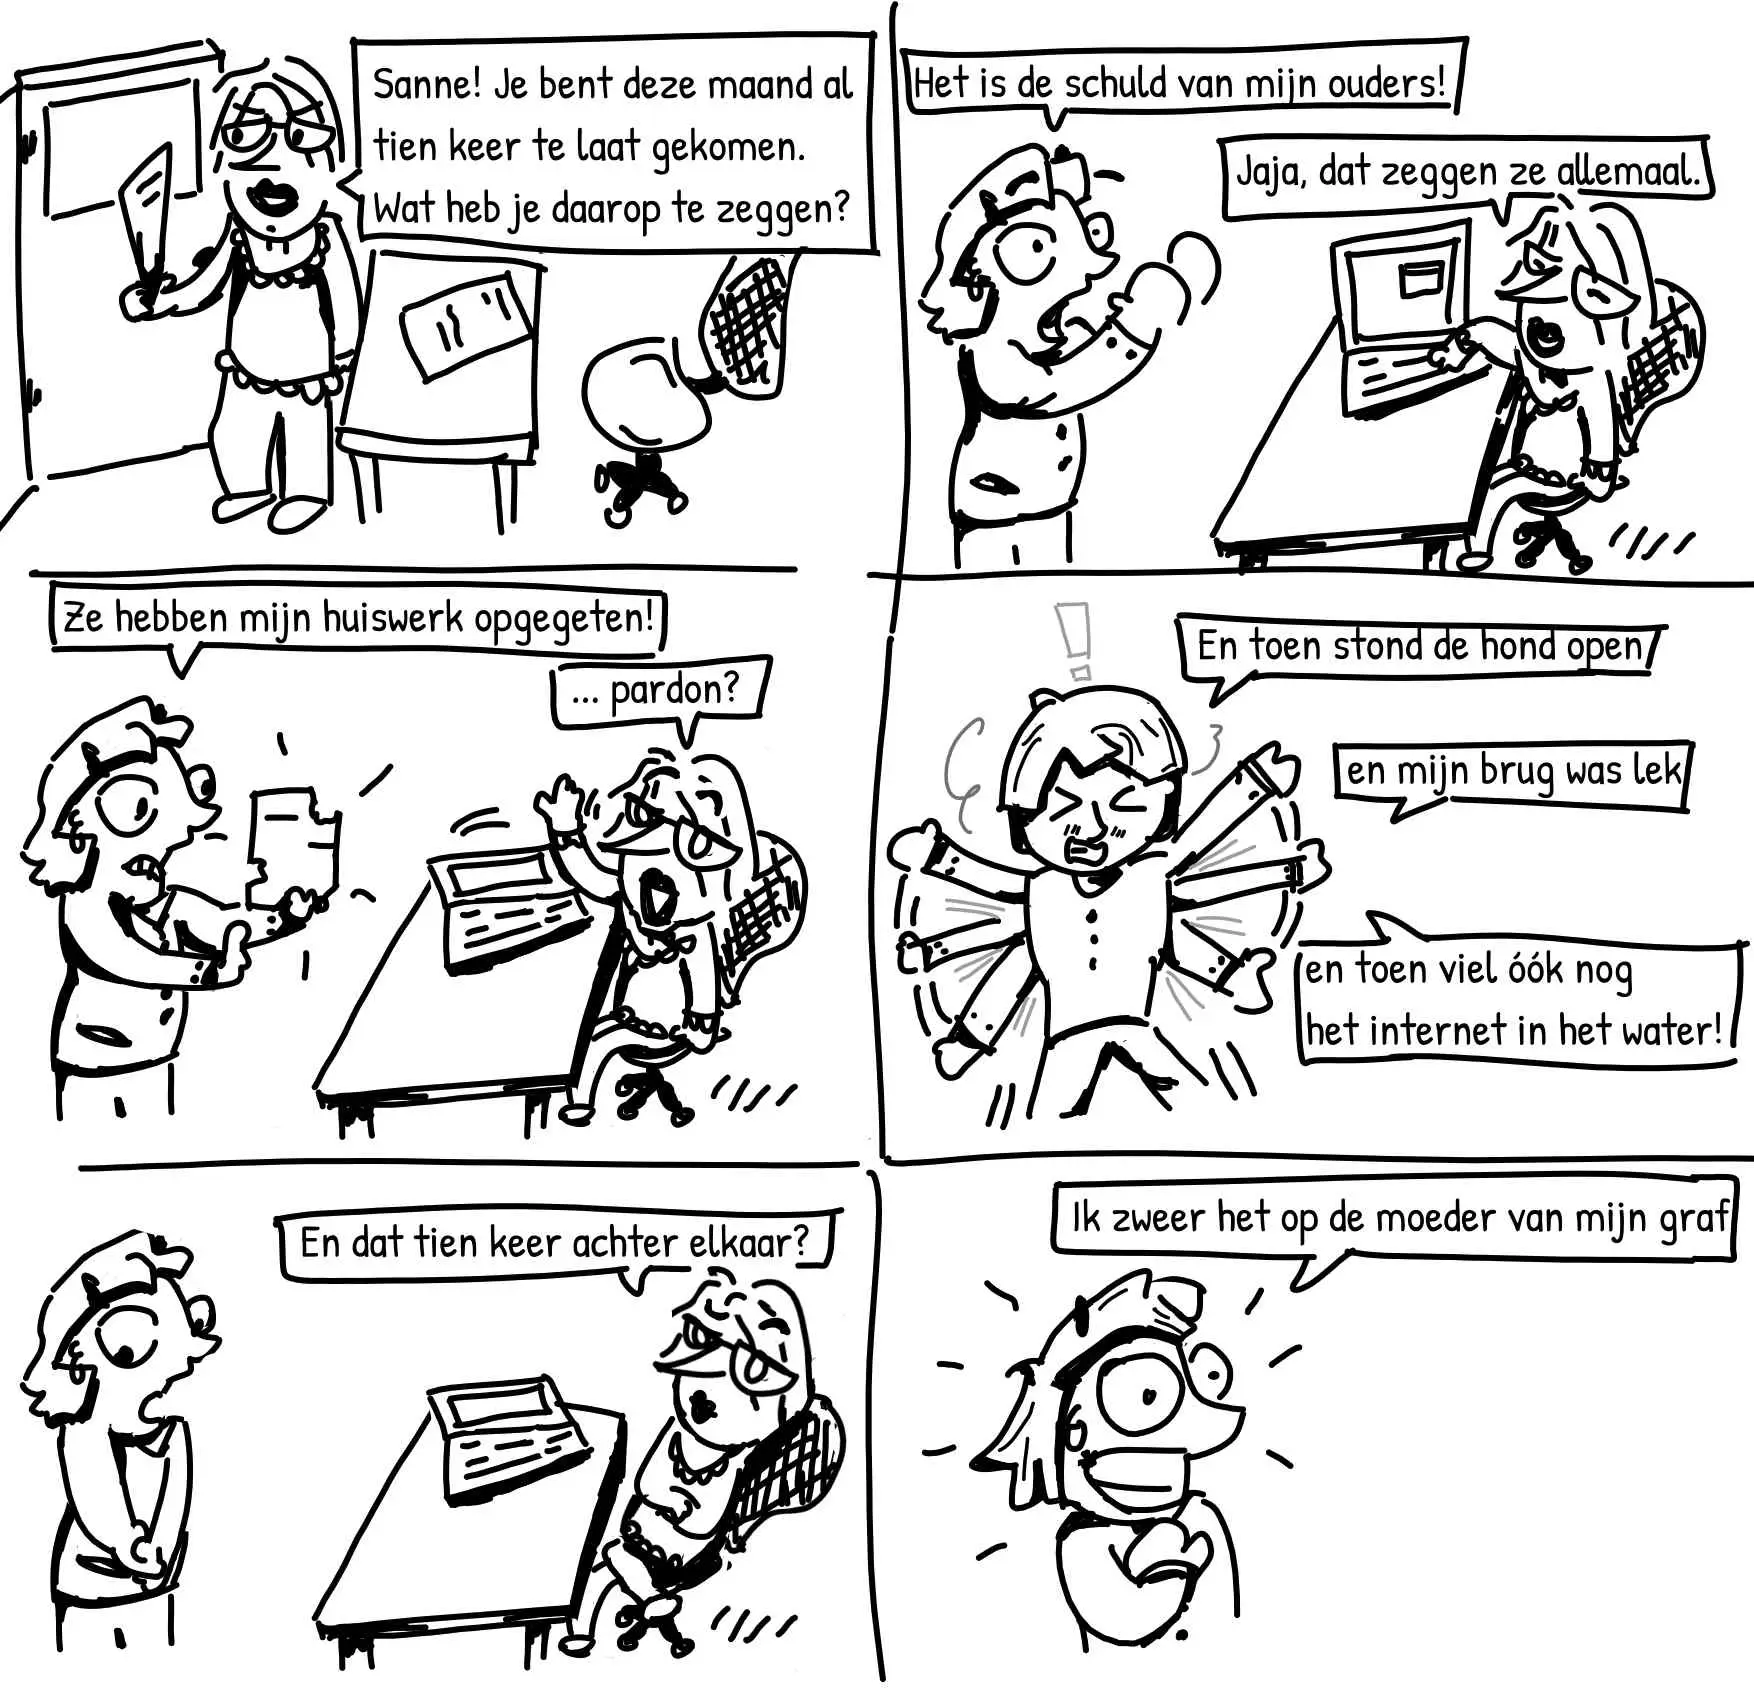 Sanne! Je bent deze maand al
tien keer te laat gekomen.
Wat heb je daarop te zeggen?
Het is de schuld van mijn ouders!
Jaja, dat zeggen ze allemaal.
Ze hebben mijn huiswerk opgegeten!
... pardon?
!
En toen stond de hond open
en mijn brug was lek
en toen viel óók nog
het internet in het water!
En dat tien keer achter elkaar?
Ik zweer het op de moeder van mijn graf